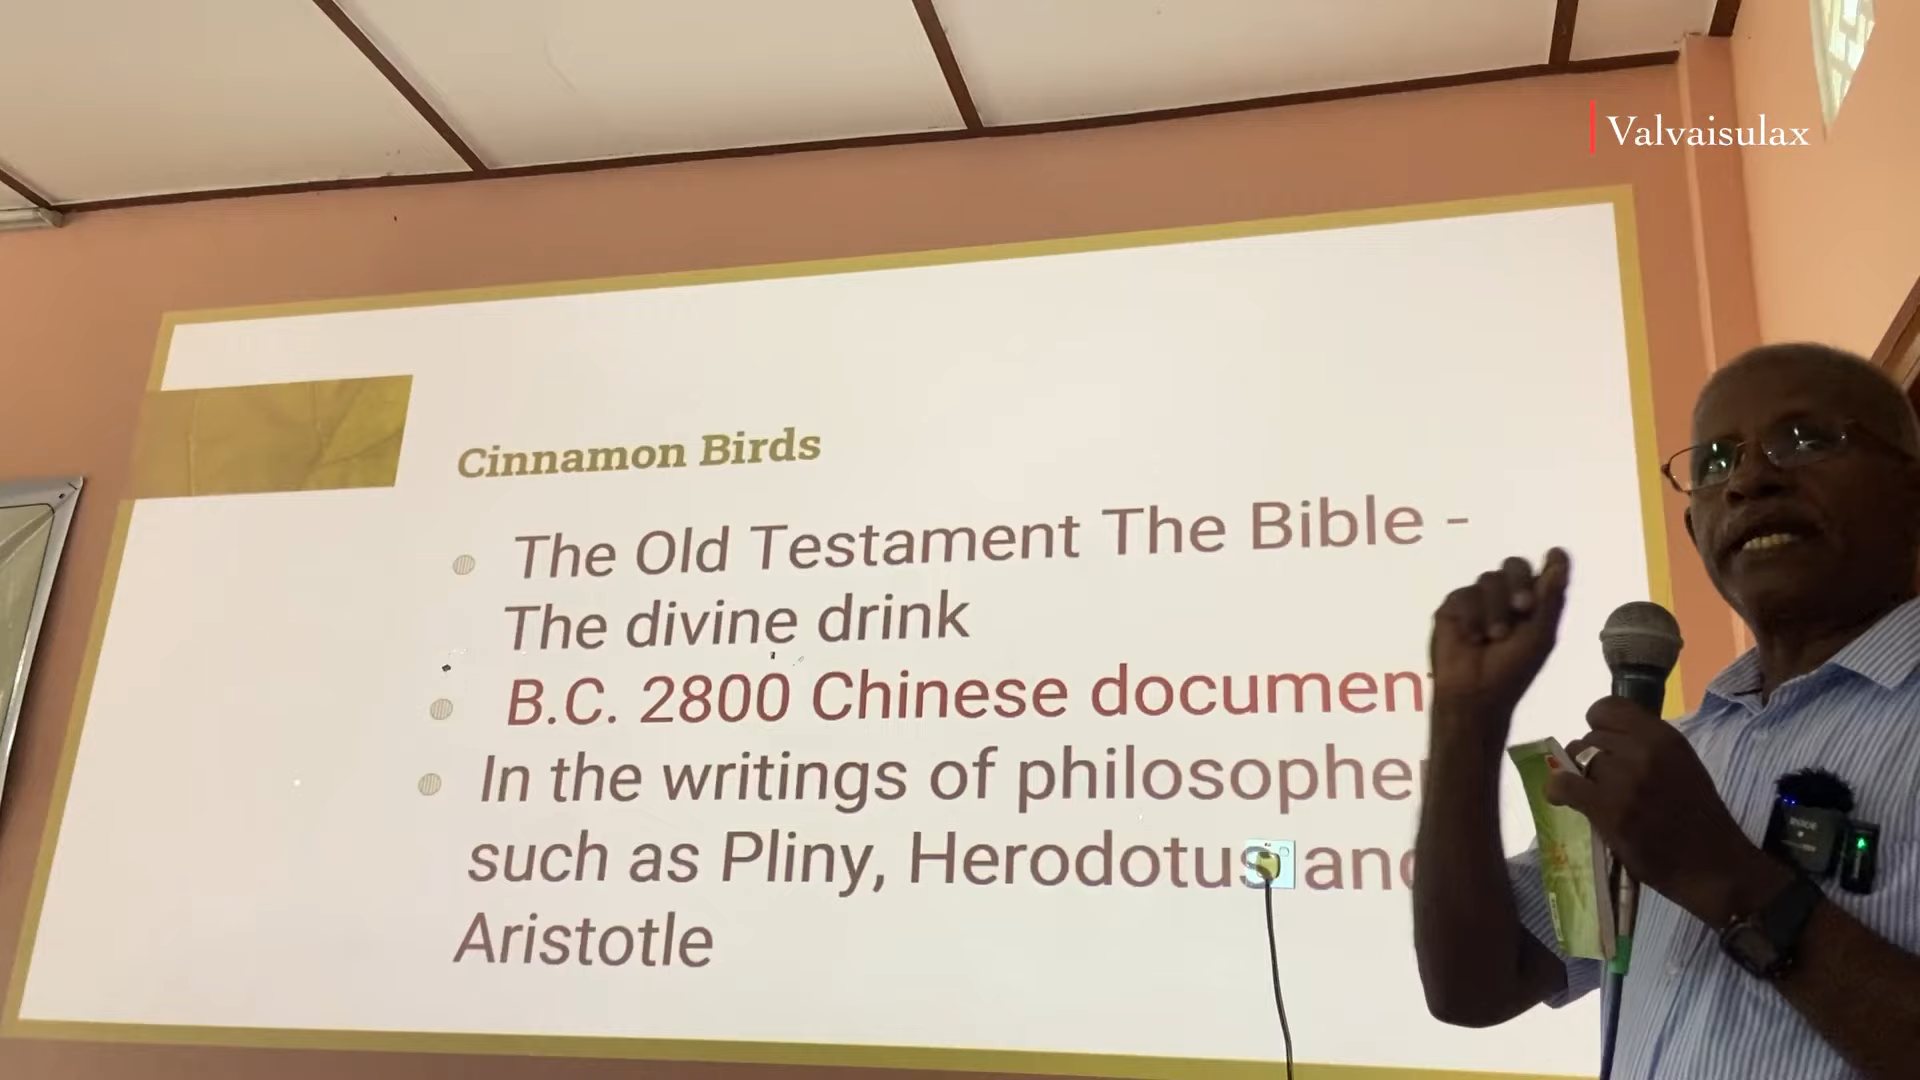 Valvaisulax
Cinnamon Birds
The Old Testament The Bible -
The divine drink
B.C. 2800 Chinese documen
In the writings of philosophe
such as Pliny, Herodotus and
Aristotle